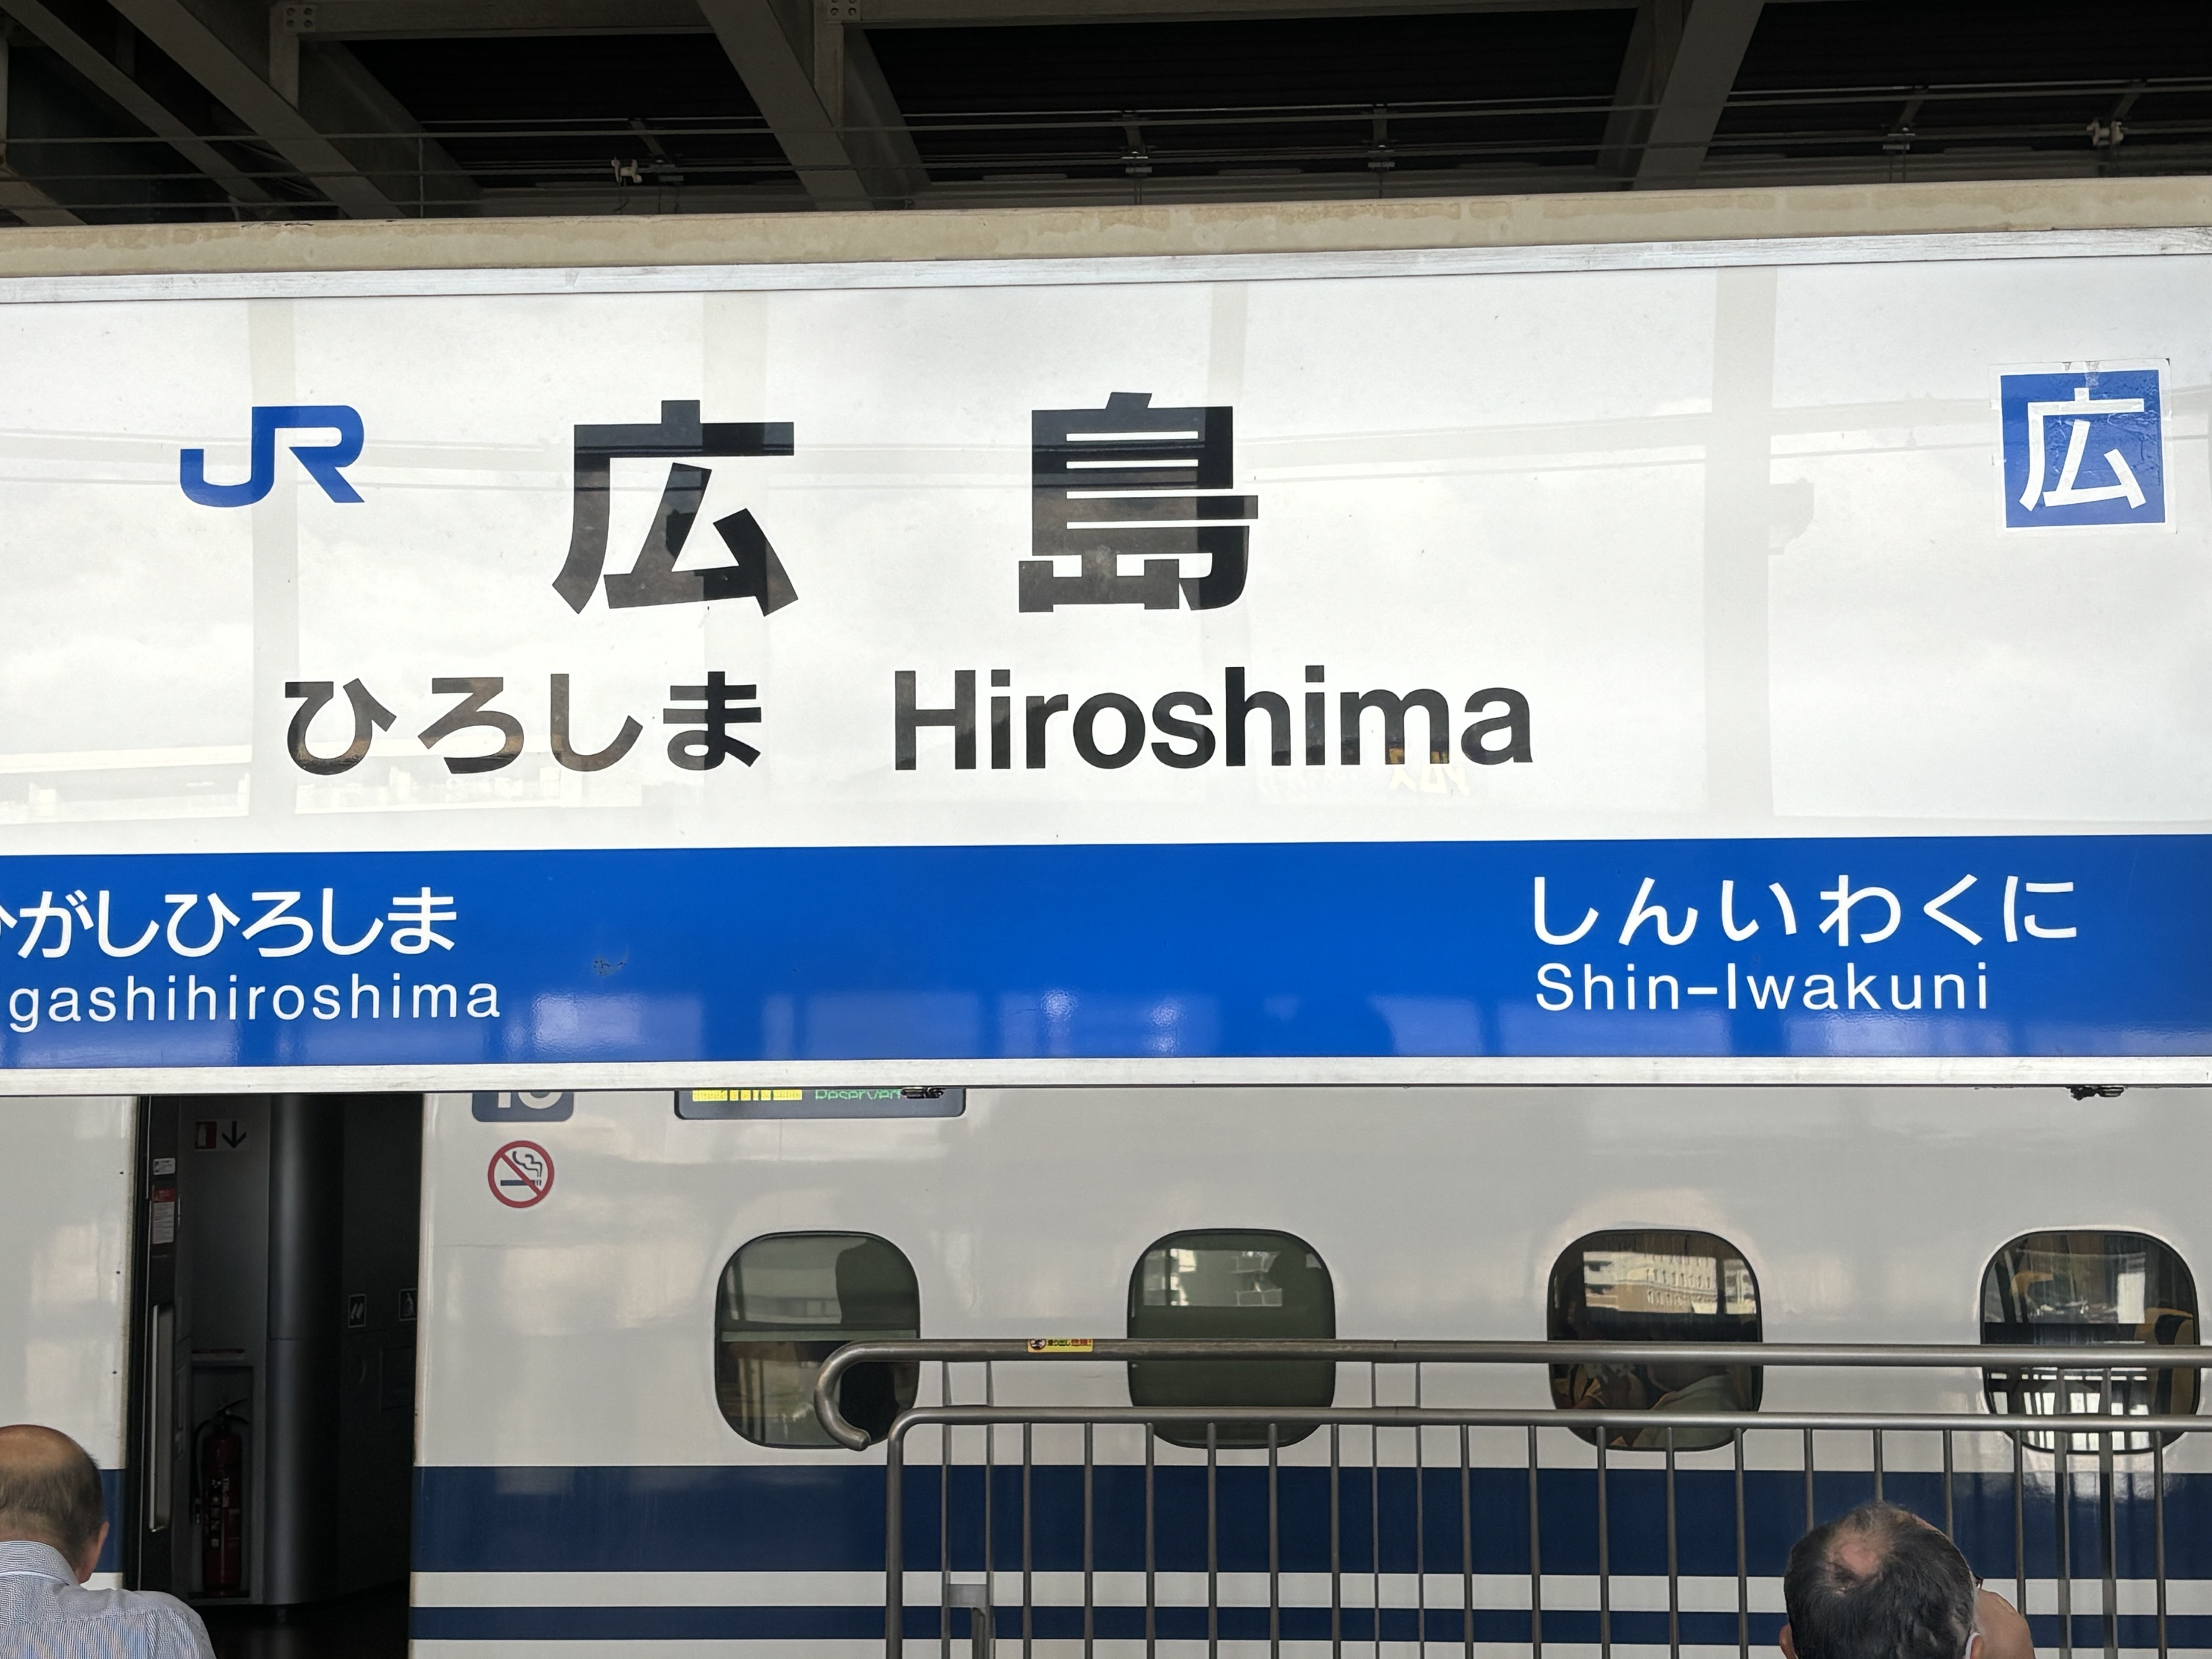 JR
広島
広
ひろしま Hiroshima
がしひろしま
gashihiroshima
しんいわくに
Shin-Iwakuni